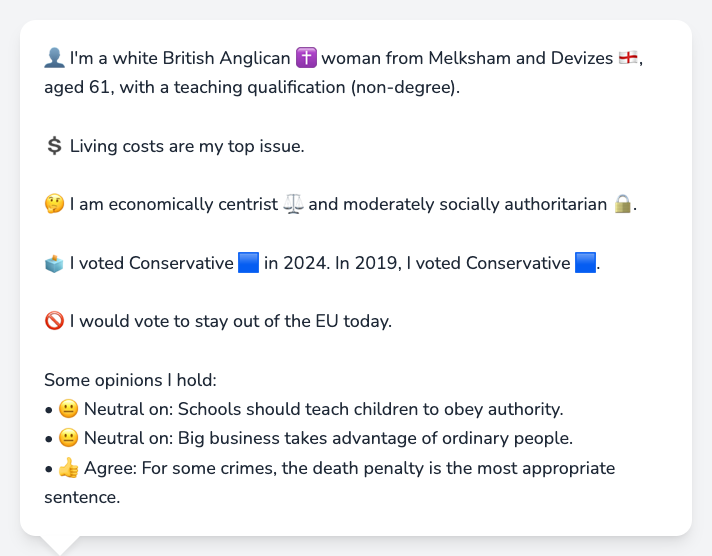 👤 I'm a white British Anglican ✝️ woman from Melksham and Devizes 🏴󠁧󠁢󠁥󠁮󠁧󠁿,
aged 61, with a teaching qualification (non-degree).
💲 Living costs are my top issue.
🤔 I am economically centrist ⚖️ and moderately socially authoritarian 🔒.
🗳️ I voted Conservative 🟦 in 2024. In 2019, I voted Conservative 🟦.
🚫 I would vote to stay out of the EU today.
Some opinions I hold:
• 😐 Neutral on: Schools should teach children to obey authority.
• 😐 Neutral on: Big business takes advantage of ordinary people.
• 👍 Agree: For some crimes, the death penalty is the most appropriate
sentence.